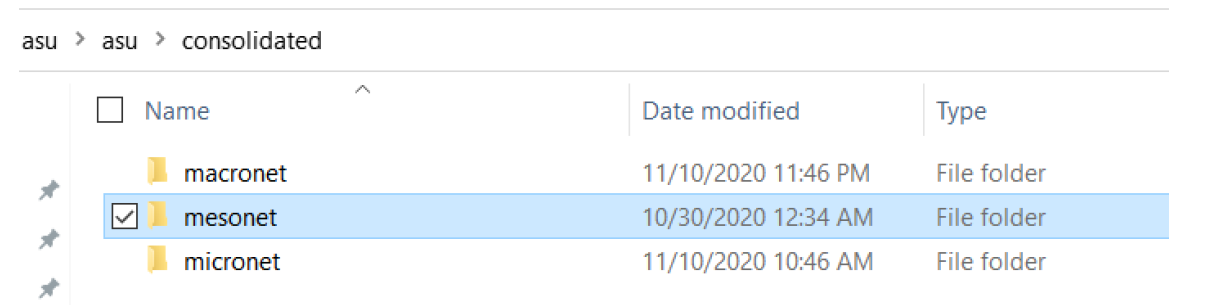 asu > asu > consolidated
Name Date modified Type
macronet 11/10/2020 11:46 PM File folder
mesonet 10/30/2020 12:34 AM File folder
micronet 11/10/2020 10:46 AM File folder